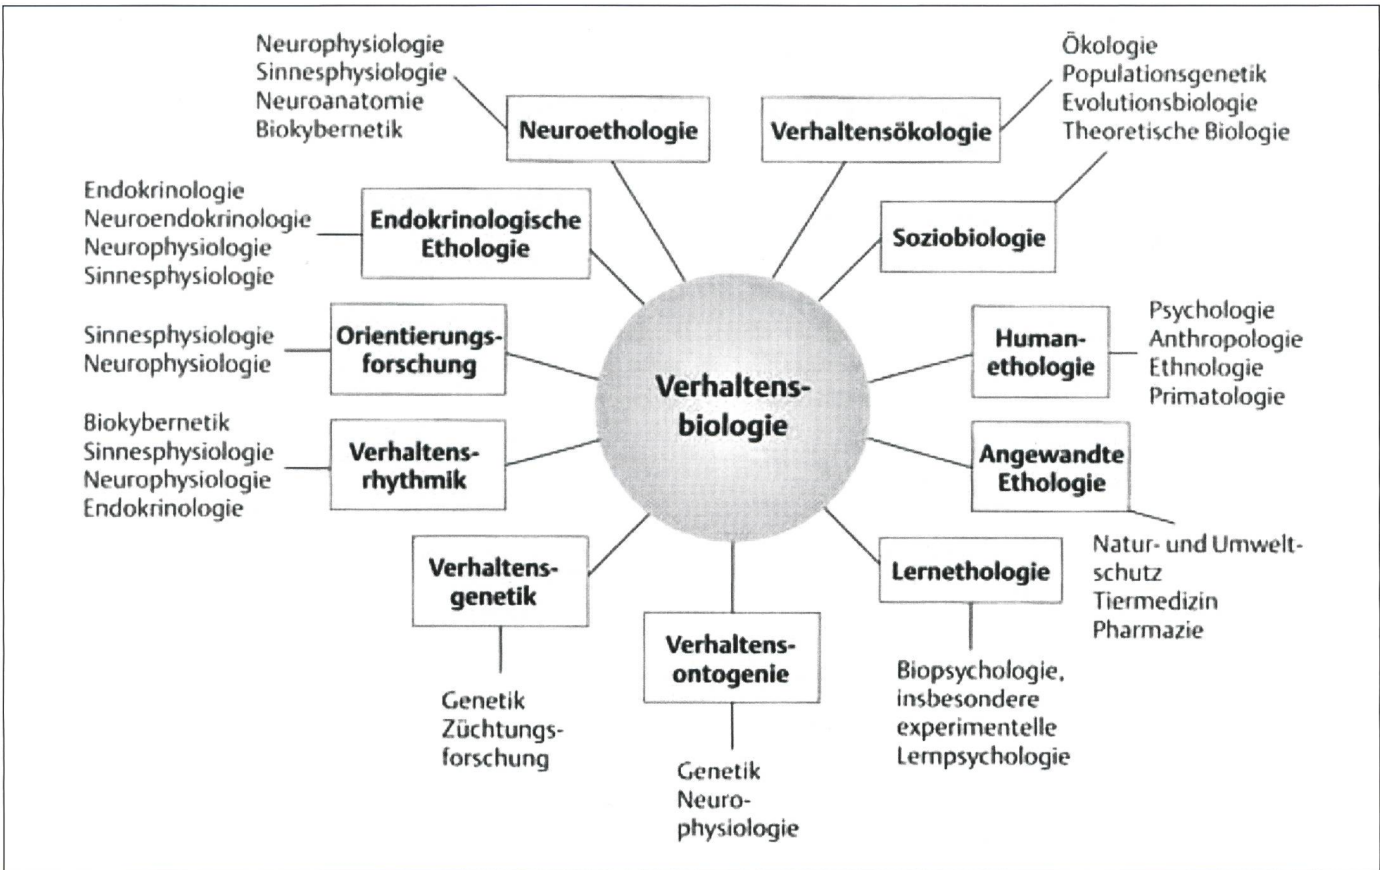 Neurophysiologie
Sinnesphysiologie
Neuroanatomie
Biokybernetik
Neuroethologie
Verhaltensökologie
Ökologie
Populationsgenetik
Evolutionsbiologie
Theoretische Biologie
Endokrinologie
Neuroendokrinologie
Neurophysiologie
Sinnesphysiologie
Endokrinologische
Ethologie
Soziobiologie
Sinnesphysiologie
Neurophysiologie
Orientierungs-
forschung
Verhaltens-
biologie
Human-
ethologie
Psychologie
Anthropologie
Ethnologie
Primatologie
Biokybernetik
Sinnesphysiologie
Neurophysiologie
Endokrinologie
Verhaltens-
rhythmik
Angewandte
Ethologie
Natur- und Umwelt-
schutz
Tiermedizin
Pharmazie
Verhaltens-
genetik
Genetik
Züchtungs-
forschung
Verhaltens-
ontogenie
Genetik
Neuro-
physiologie
Lernethologie
Biopsychologie,
insbesondere
experimentelle
Lernpsychologie